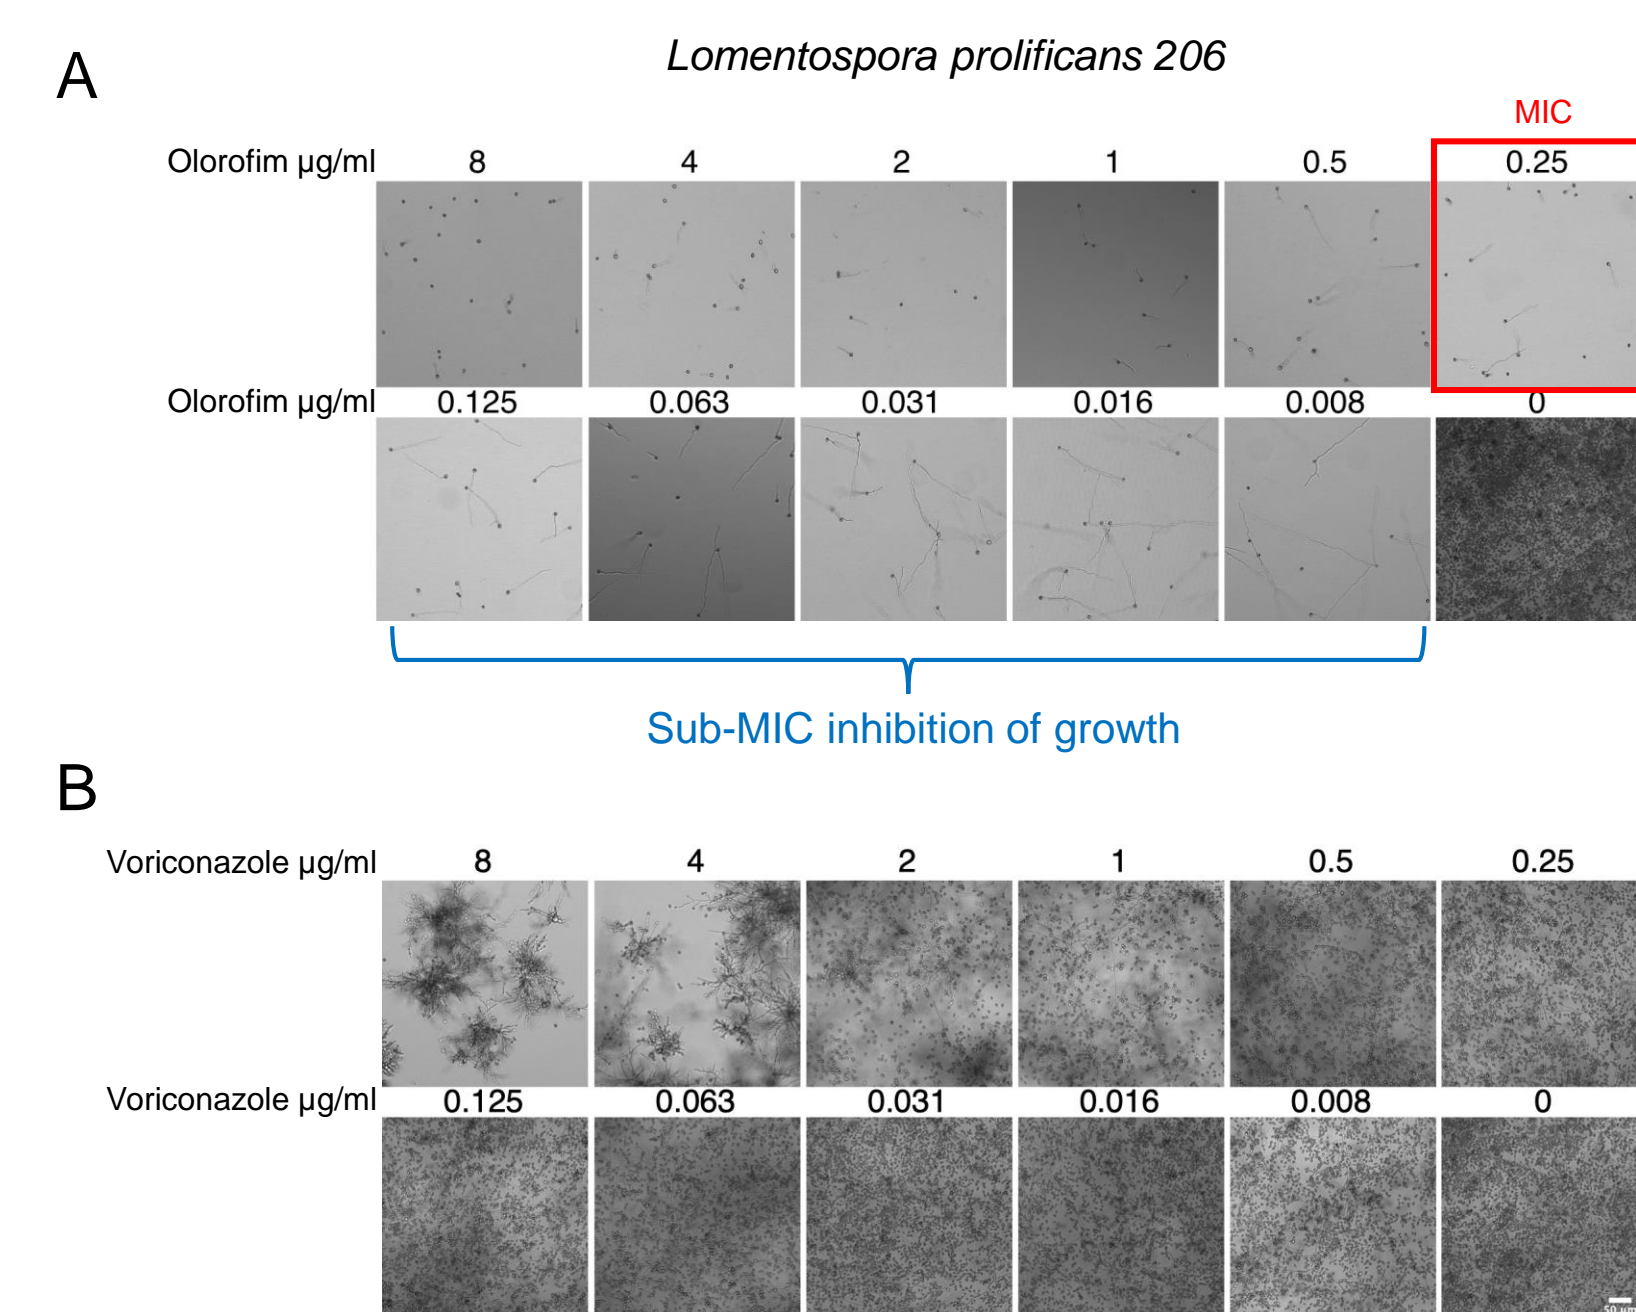 A
Lomentospora prolificans 206
MIC
Olorofim µg/ml 8 4 2 1 0.5 0.25
Olorofim µg/ml 0.125 0.063 0.031 0.016 0.008 0
Sub-MIC inhibition of growth
B
Voriconazole µg/ml 8 4 2 1 0.5 0.25
Voriconazole µg/ml 0.125 0.063 0.031 0.016 0.008 0
50 µm